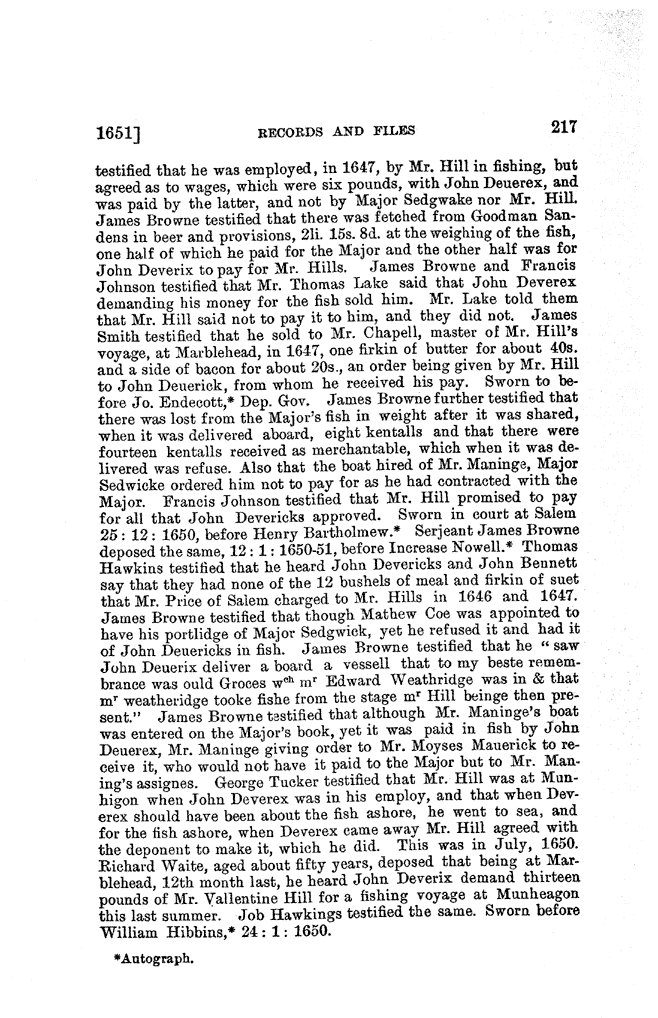 1651] RECORDS AND FILES 217
testified that he was employed, in 1647, by Mr. Hill in fishing, but
agreed as to wages, which were six pounds, with John Deuerex, and
was paid by the latter, and not by Major Sedgwake nor Mr. Hill.
James Browne testified that there was fetched from Goodman San-
dens in beer and provisions, 2li. 15s. 8d. at the weighing of the fish,
one half of which he paid for the Major and the other half was for
John Deverix to pay for Mr. Hills. James Browne and Francis
Johnson testified that Mr. Thomas Lake said that John Deverex
demanding his money for the fish sold him. Mr. Lake told them
that Mr. Hill said not to pay it to him, and they did not. James
Smith testified that he sold to Mr. Chapell, master of Mr. Hill's
voyage, at Marblehead, in 1647, one firkin of butter for about 40s.
and a side of bacon for about 20s., an order being given by Mr. Hill
to John Deuerick, from whom he received his pay. Sworn to be-
fore Jo. Endecott,* Dep. Gov. James Browne further testified that
there was lost from the Major's fish in weight after it was shared,
when it was delivered aboard, eight kentalls and that there were
fourteen kentalls received as merchantable, which when it was de-
livered was refuse. Also that the boat hired of Mr. Maninge, Major
Sedwicke ordered him not to pay for as he had contracted with the
Major. Francis Johnson testified that Mr. Hill promised to pay
for all that John Devericks approved. Sworn in court at Salem
25 : 12 : 1650, before Henry Bartholmew.* Serjeant James Browne
deposed the same, 12 : 1 : 1650-51, before Increase Nowell.* Thomas
Hawkins testified that he heard John Devericks and John Bennett
say that they had none of the 12 bushels of meal and firkin of suet
that Mr. Price of Salem charged to Mr. Hills in 1646 and 1647.
James Browne testified that though Mathew Coe was appointed to
have his portlidge of Major Sedgwick, yet he refused it and had it
of John Deuericks in fish. James Browne testified that he "saw
John Deuerix deliver a board a vessell that to my beste remem-
brance was ould Groces wch mr Edward Weathridge was in & that
mr weatheridge tooke fishe from the stage mr Hill beinge then pre-
sent." James Browne testified that although Mr. Maninge's boat
was entered on the Major's book, yet it was paid in fish by John
Deuerex, Mr. Maninge giving order to Mr. Moyses Mauerick to re-
ceive it, who would not have it paid to the Major but to Mr. Man-
ing's assignes. George Tucker testified that Mr. Hill was at Mun-
higon when John Deverex was in his employ, and that when Dev-
erex should have been about the fish ashore, he went to sea, and
for the fish ashore, when Deverex came away Mr. Hill agreed with
the deponent to make it, which he did. This was in July, 1650.
Richard Waite, aged about fifty years, deposed that being at Mar-
blehead, 12th month last, he heard John Deverix demand thirteen
pounds of Mr. Vallentine Hill for a fishing voyage at Munheagon
this last summer. Job Hawkings testified the same. Sworn before
William Hibbins,* 24 : 1 : 1650.
*Autograph.